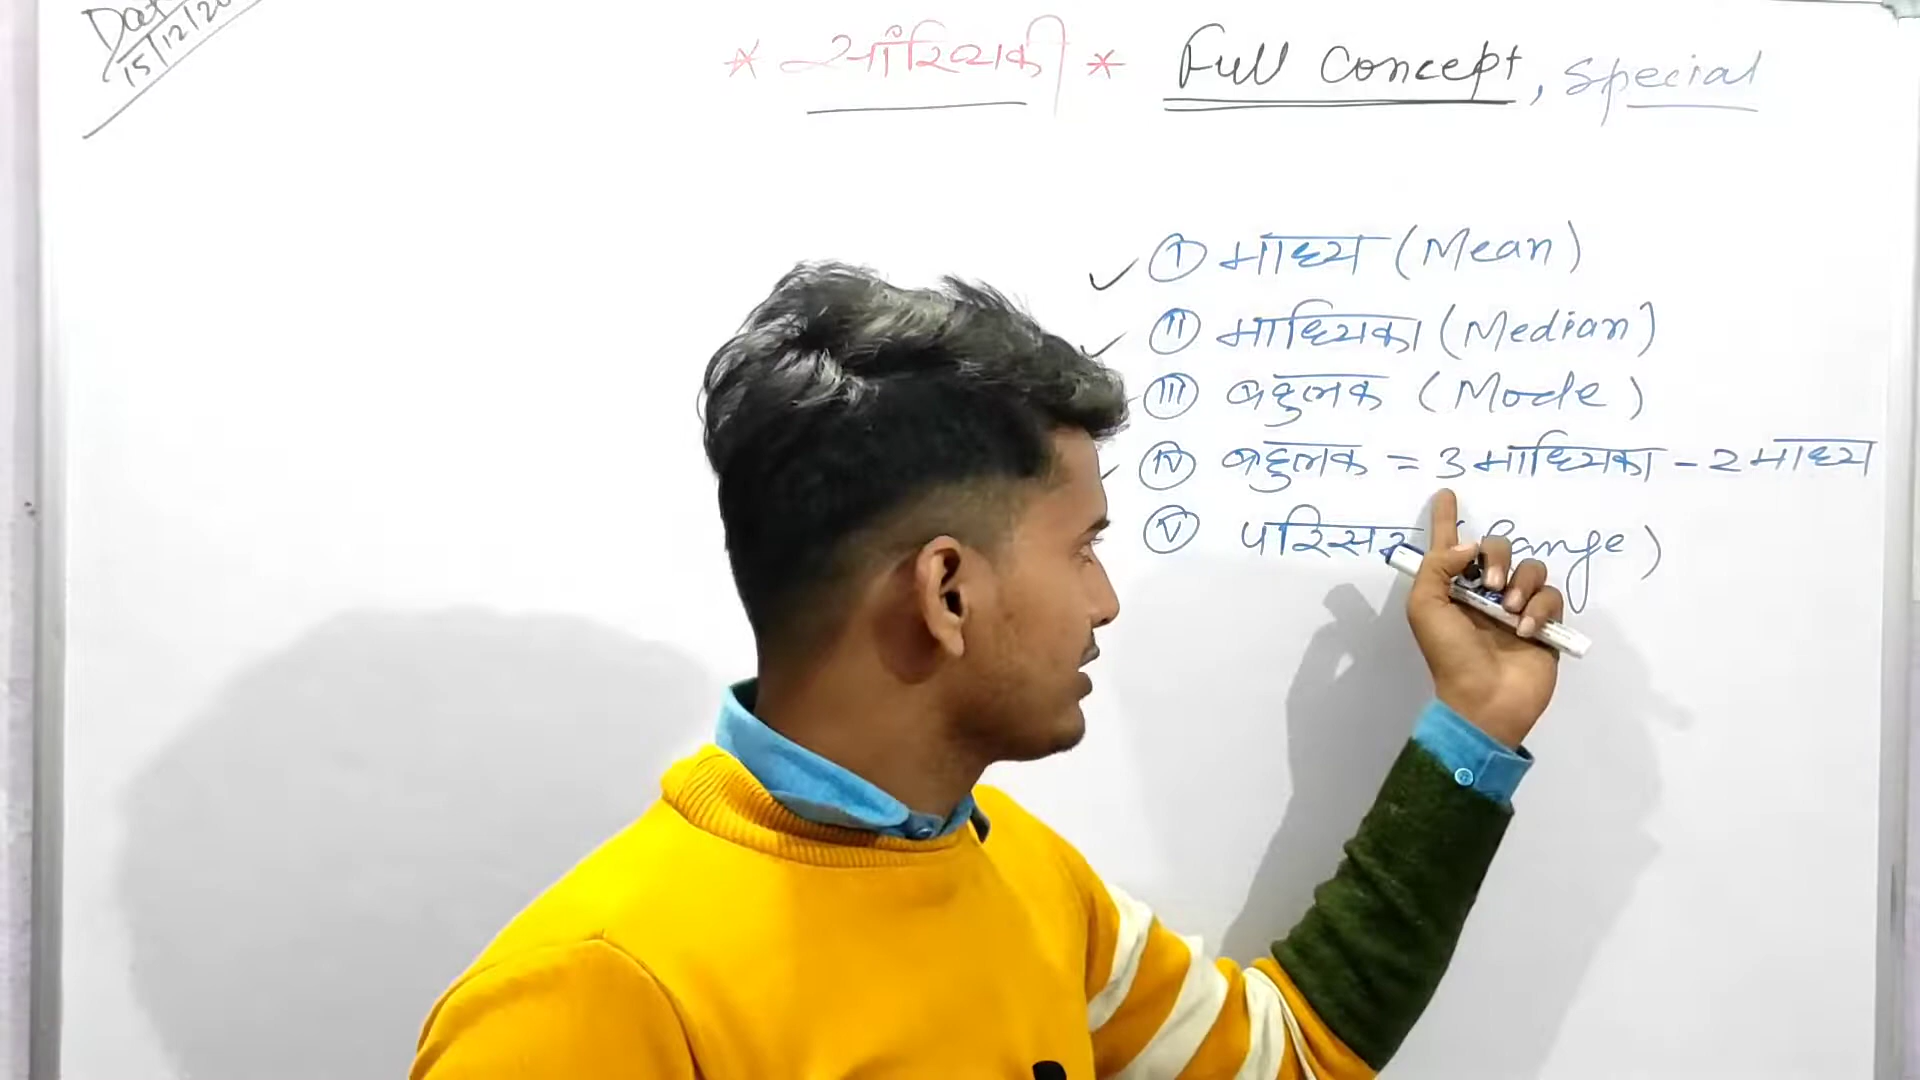 15/12/20
* सांख्यिकी * Full Concept, Special
I माध्य (Mean)
II माध्यिका (Median)
III बहुलक (Mode)
IV बहुलक = 3 माध्यिका - 2 माध्य
V परिसर (Range)